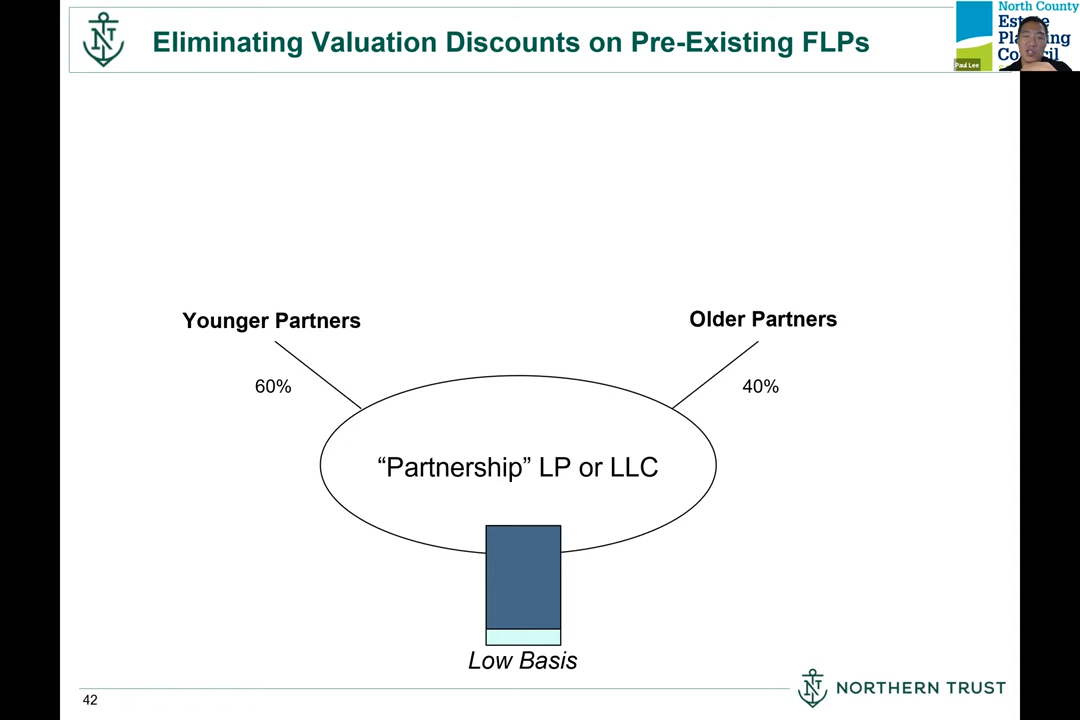 Eliminating Valuation Discounts on Pre-Existing FLPs
North County
Estate
Planning
Council
Paul Lee
Younger Partners
Older Partners
60%
40%
“Partnership” LP or LLC
Low Basis
42
NORTHERN TRUST